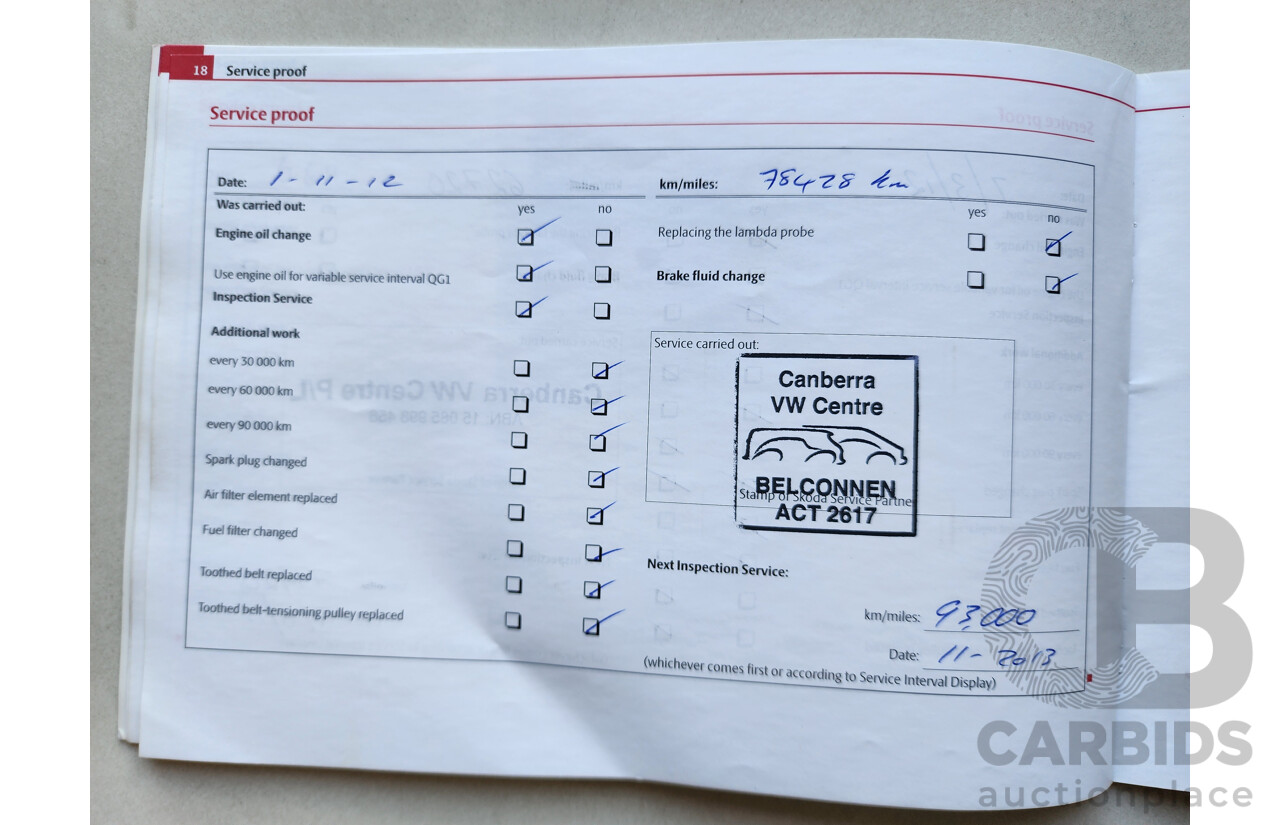 18 Service proof
Service proof
Date: 1-11-12
km/miles: 78428 km
Was carried out:
yes no
yes no
Engine oil change
Replacing the lambda probe
Use engine oil for variable service interval QG1
Brake fluid change
Inspection Service
Additional work
Service carried out:
every 30 000 km
every 60 000 km
every 90 000 km
Spark plug changed
Air filter element replaced
Fuel filter changed
Toothed belt replaced
Toothed belt-tensioning pulley replaced
Canberra
VW Centre
BELCONNEN
Stamp of Škoda Service Partne
ACT 2617
Next Inspection Service:
km/miles: 93,000
Date: 11-2013
(whichever comes first or according to Service Interval Display)
CB
CARBIDS
auctionplace